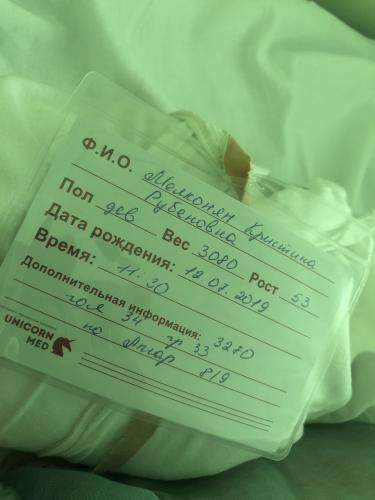 Ф.И.О. Мелконян Кристина
Рубеновна
Пол дев Вес 3080 Рост 53
Дата рождения: 12.07.2019
Время: 11.30
Дополнительная информация: 3280
гол 34 гр 33
по Апгар 8/9
UNICORN
MED